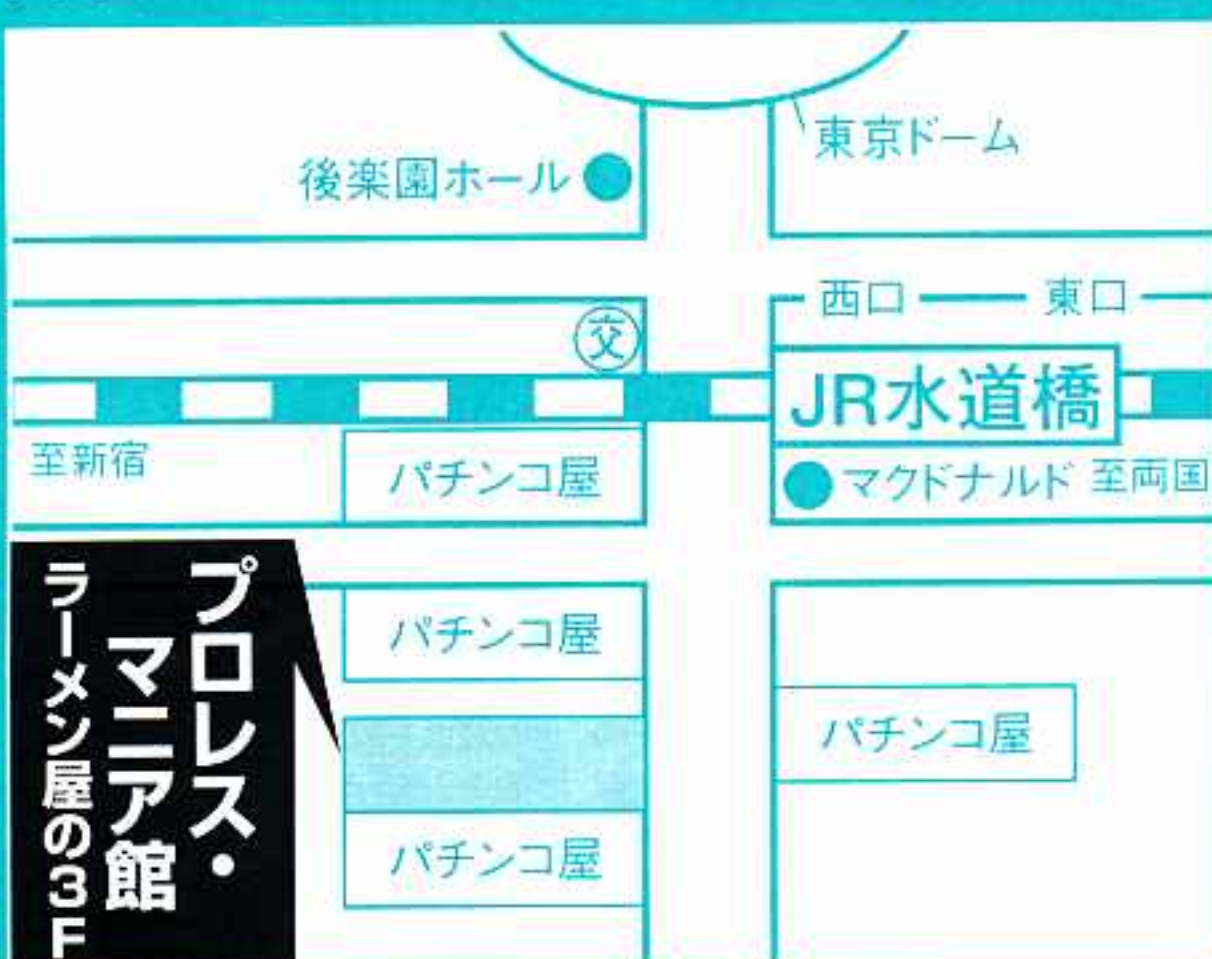 東京ドーム
後楽園ホール
西口
東口
交
JR水道橋
至新宿
パチンコ屋
マクドナルド
至両国
プロレス・
マニア館
ラーメン屋の3F
パチンコ屋
パチンコ屋
パチンコ屋